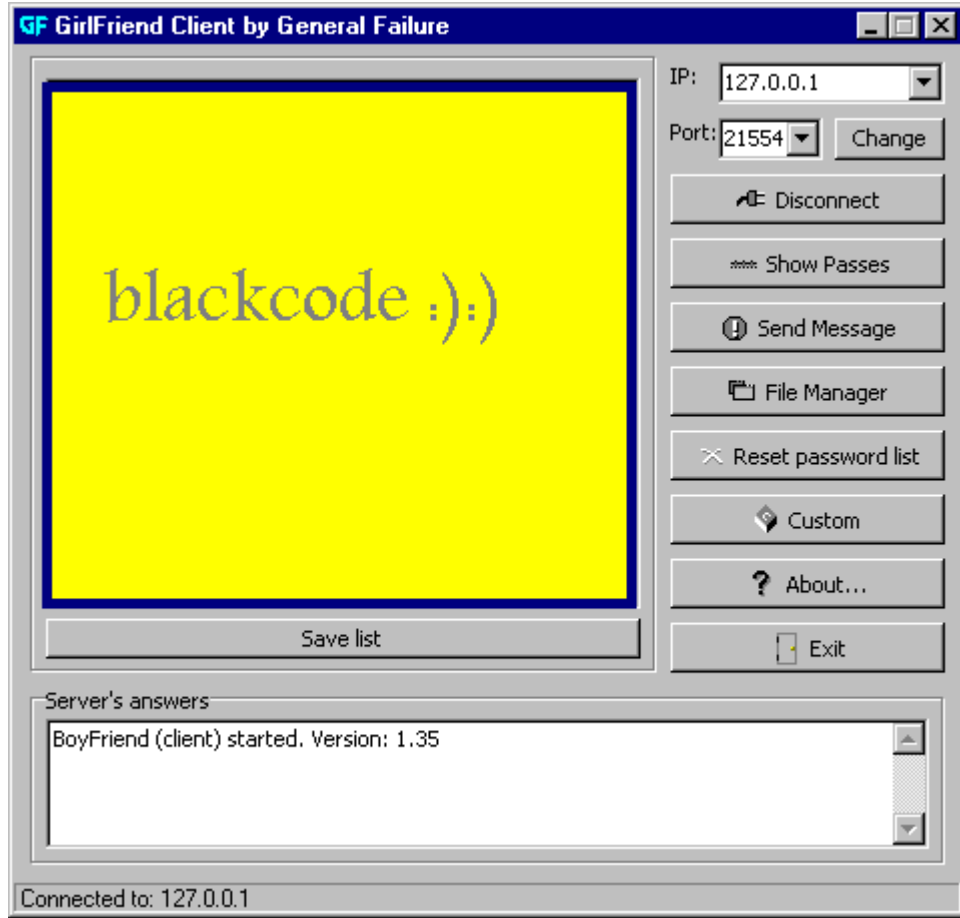 GF GirlFriend Client by General Failure
IP: 127.0.0.1
Port: 21554 Change
Disconnect
Show Passes
blackcode :):)
Send Message
File Manager
Reset password list
Custom
About...
Save list
Exit
Server's answers
BoyFriend (client) started. Version: 1.35
Connected to: 127.0.0.1